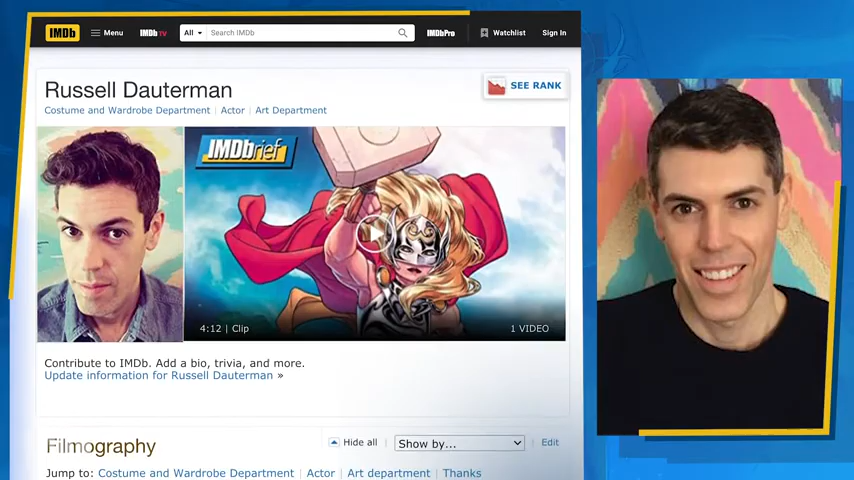 IMDb Menu IMDb TV All Search IMDb IMDbPro Watchlist Sign In
Russell Dauterman
SEE RANK
Costume and Wardrobe Department | Actor | Art Department
IMDbrief
4:12 | Clip 1 VIDEO
Contribute to IMDb. Add a bio, trivia, and more.
Update information for Russell Dauterman »
Filmography
Hide all | Show by... | Edit
Jump to: Costume and Wardrobe Department | Actor | Art department | Thanks